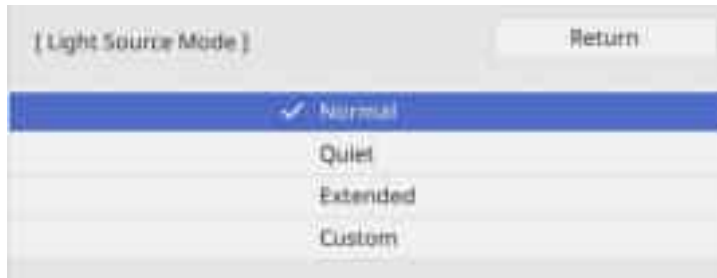 [ Light Source Mode ]
Return
✓ Normal
Quiet
Extended
Custom